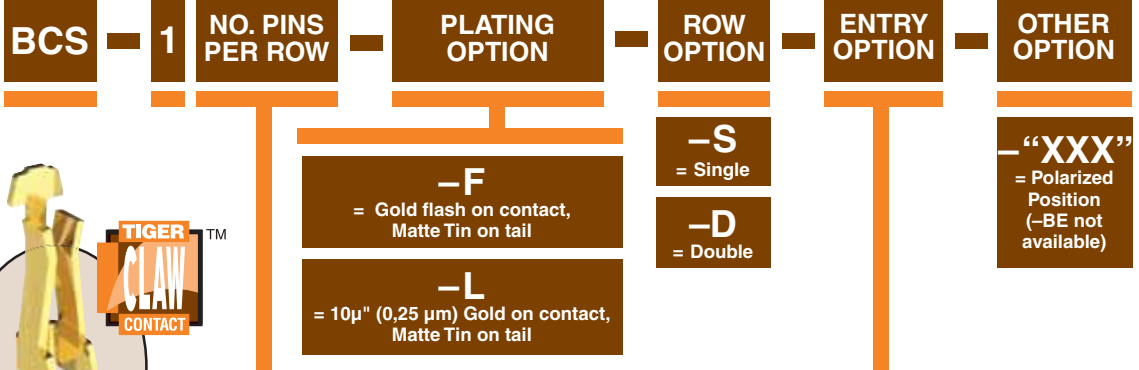 BCS – 1 NO. PINS PER ROW – PLATING OPTION – ROW OPTION – ENTRY OPTION – OTHER OPTION
–F
= Gold flash on contact,
Matte Tin on tail
–L
= 10µ" (0,25 µm) Gold on contact,
Matte Tin on tail
–S
= Single
–D
= Double
–“XXX”
= Polarized
Position
(–BE not
available)
TIGER
CLAW
CONTACT
TM